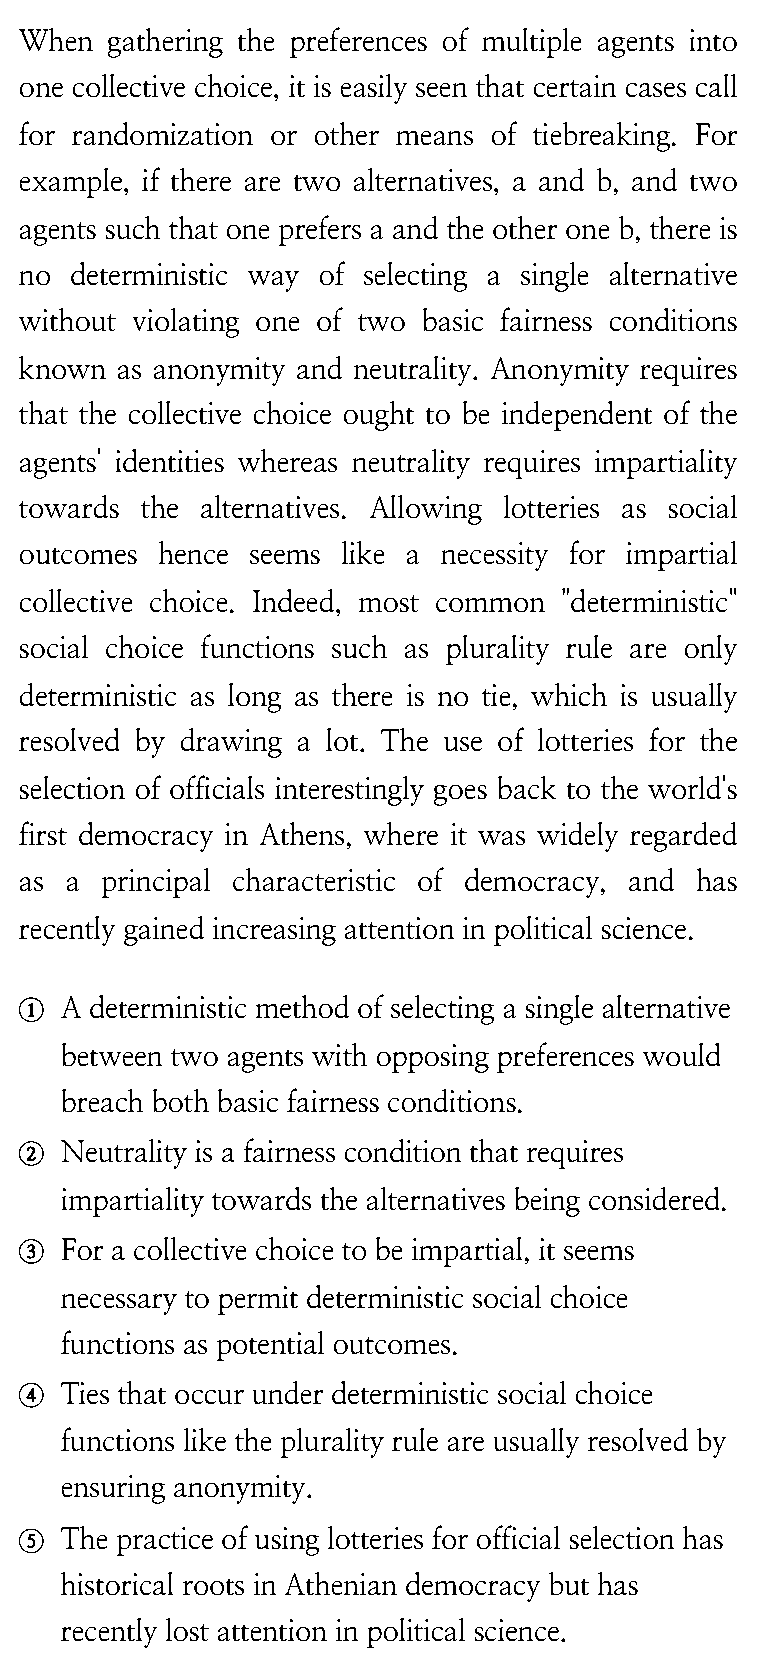 When gathering the preferences of multiple agents into
one collective choice, it is easily seen that certain cases call
for randomization or other means of tiebreaking. For
example, if there are two alternatives, a and b, and two
agents such that one prefers a and the other one b, there is
no deterministic way of selecting a single alternative
without violating one of two basic fairness conditions
known as anonymity and neutrality. Anonymity requires
that the collective choice ought to be independent of the
agents' identities whereas neutrality requires impartiality
towards the alternatives. Allowing lotteries as social
outcomes hence seems like a necessity for impartial
collective choice. Indeed, most common "deterministic"
social choice functions such as plurality rule are only
deterministic as long as there is no tie, which is usually
resolved by drawing a lot. The use of lotteries for the
selection of officials interestingly goes back to the world's
first democracy in Athens, where it was widely regarded
as a principal characteristic of democracy, and has
recently gained increasing attention in political science.
① A deterministic method of selecting a single alternative
between two agents with opposing preferences would
breach both basic fairness conditions.
② Neutrality is a fairness condition that requires
impartiality towards the alternatives being considered.
③ For a collective choice to be impartial, it seems
necessary to permit deterministic social choice
functions as potential outcomes.
④ Ties that occur under deterministic social choice
functions like the plurality rule are usually resolved by
ensuring anonymity.
⑤ The practice of using lotteries for official selection has
historical roots in Athenian democracy but has
recently lost attention in political science.